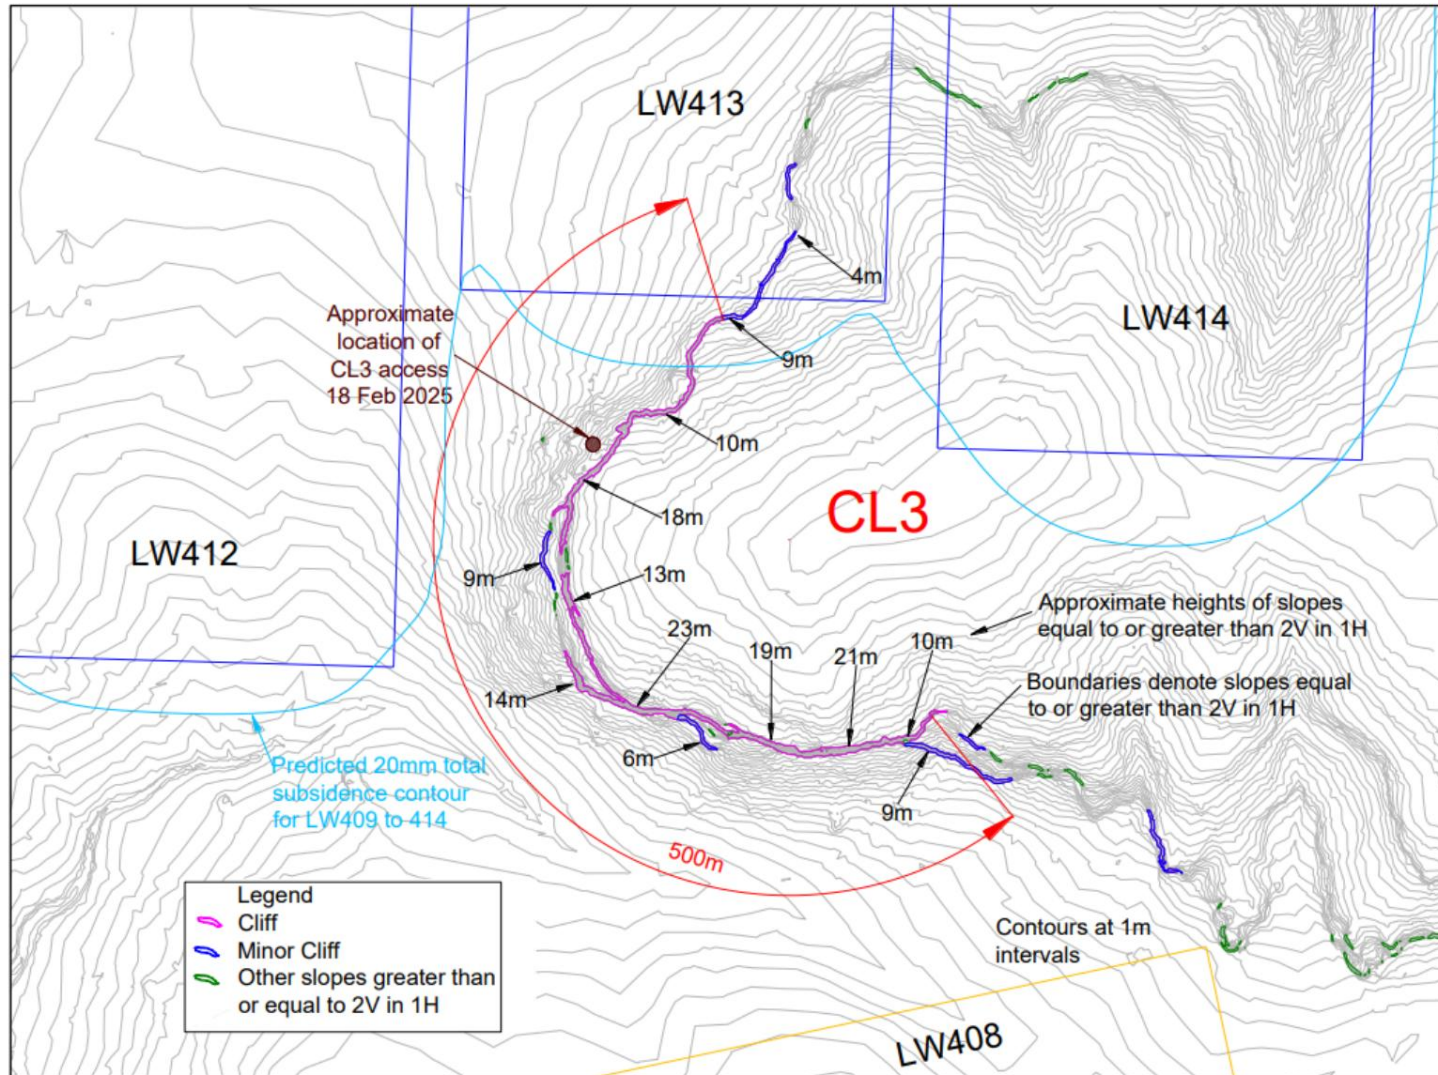 LW413
4m
Approximate
location of
CL3 access
18 Feb 2025
LW414
9m
10m
CL3
18m
LW412
9m
13m
Approximate heights of slopes
equal to or greater than 2V in 1H
23m
19m
21m
10m
Boundaries denote slopes equal
to or greater than 2V in 1H
14m
6m
Predicted 20mm total
subsidence contour
for LW409 to 414
9m
500m
Legend
Cliff
Minor Cliff
Other slopes greater than
or equal to 2V in 1H
Contours at 1m
intervals
LW408